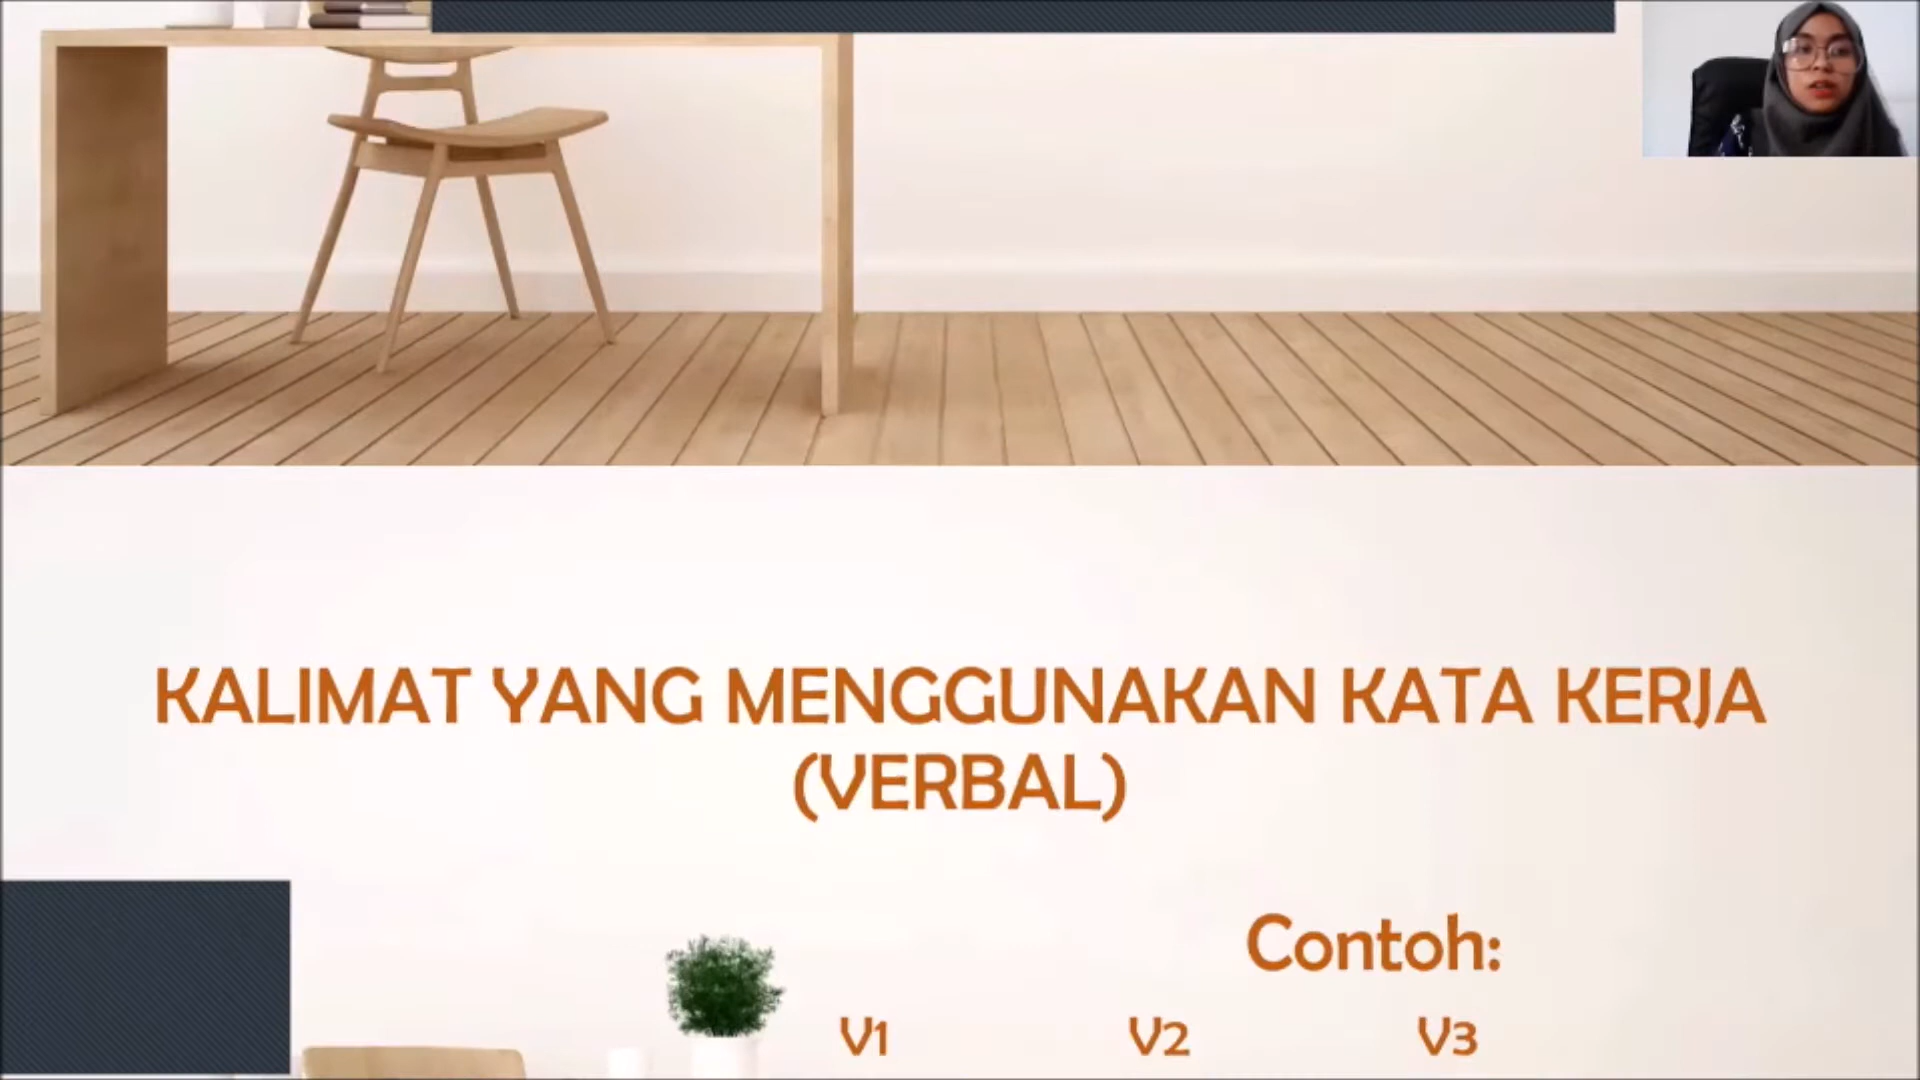 KALIMAT YANG MENGGUNAKAN KATA KERJA
(VERBAL)
Contoh:
V1 V2 V3